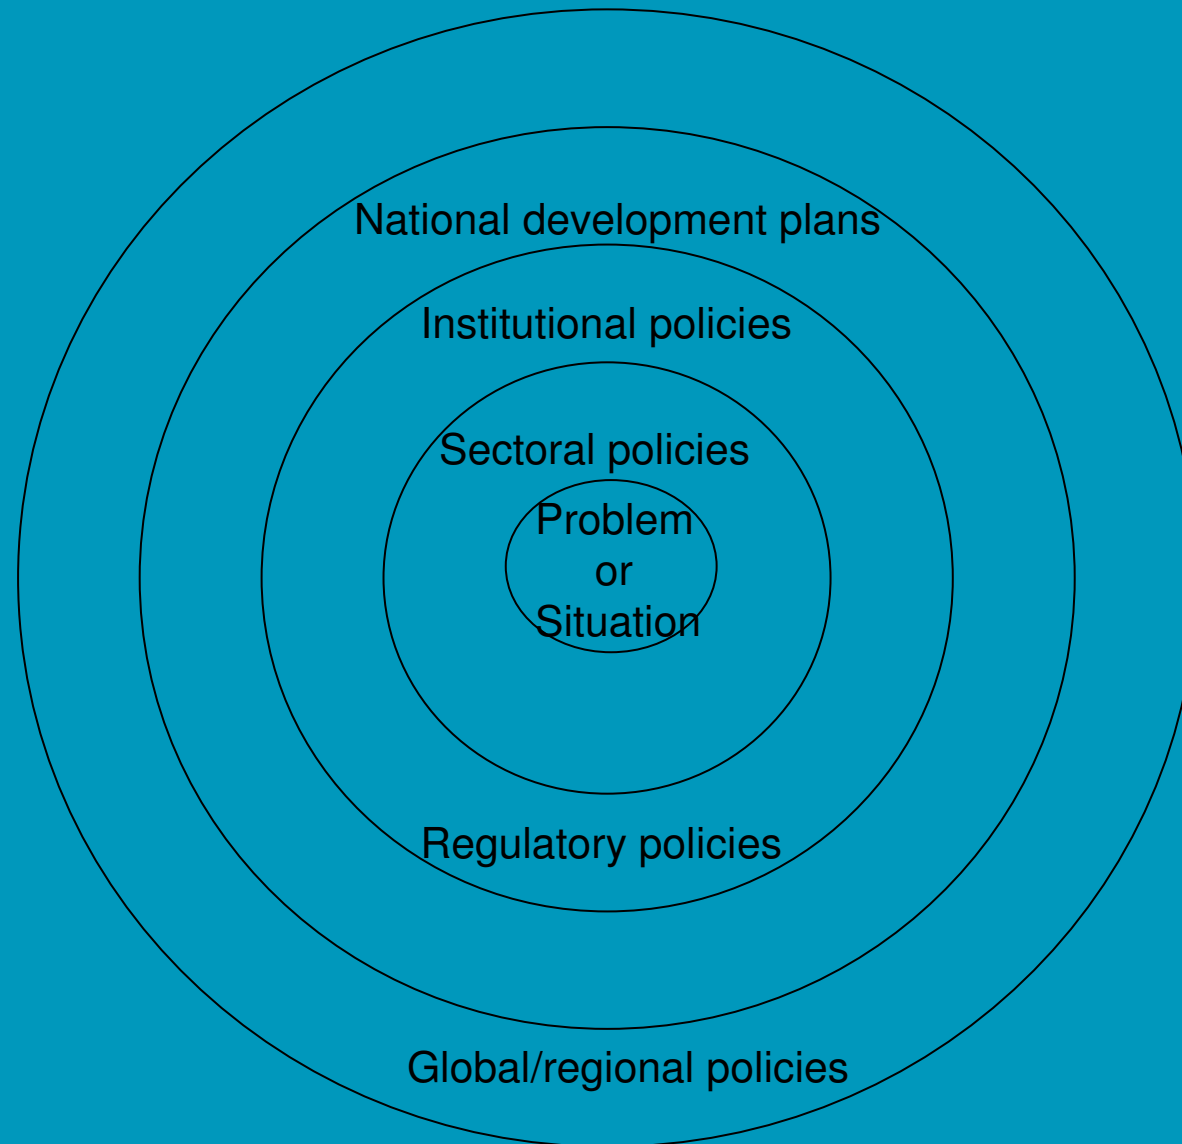 National development plans
Institutional policies
Sectoral policies
Problem
or
Situation
Regulatory policies
Global/regional policies